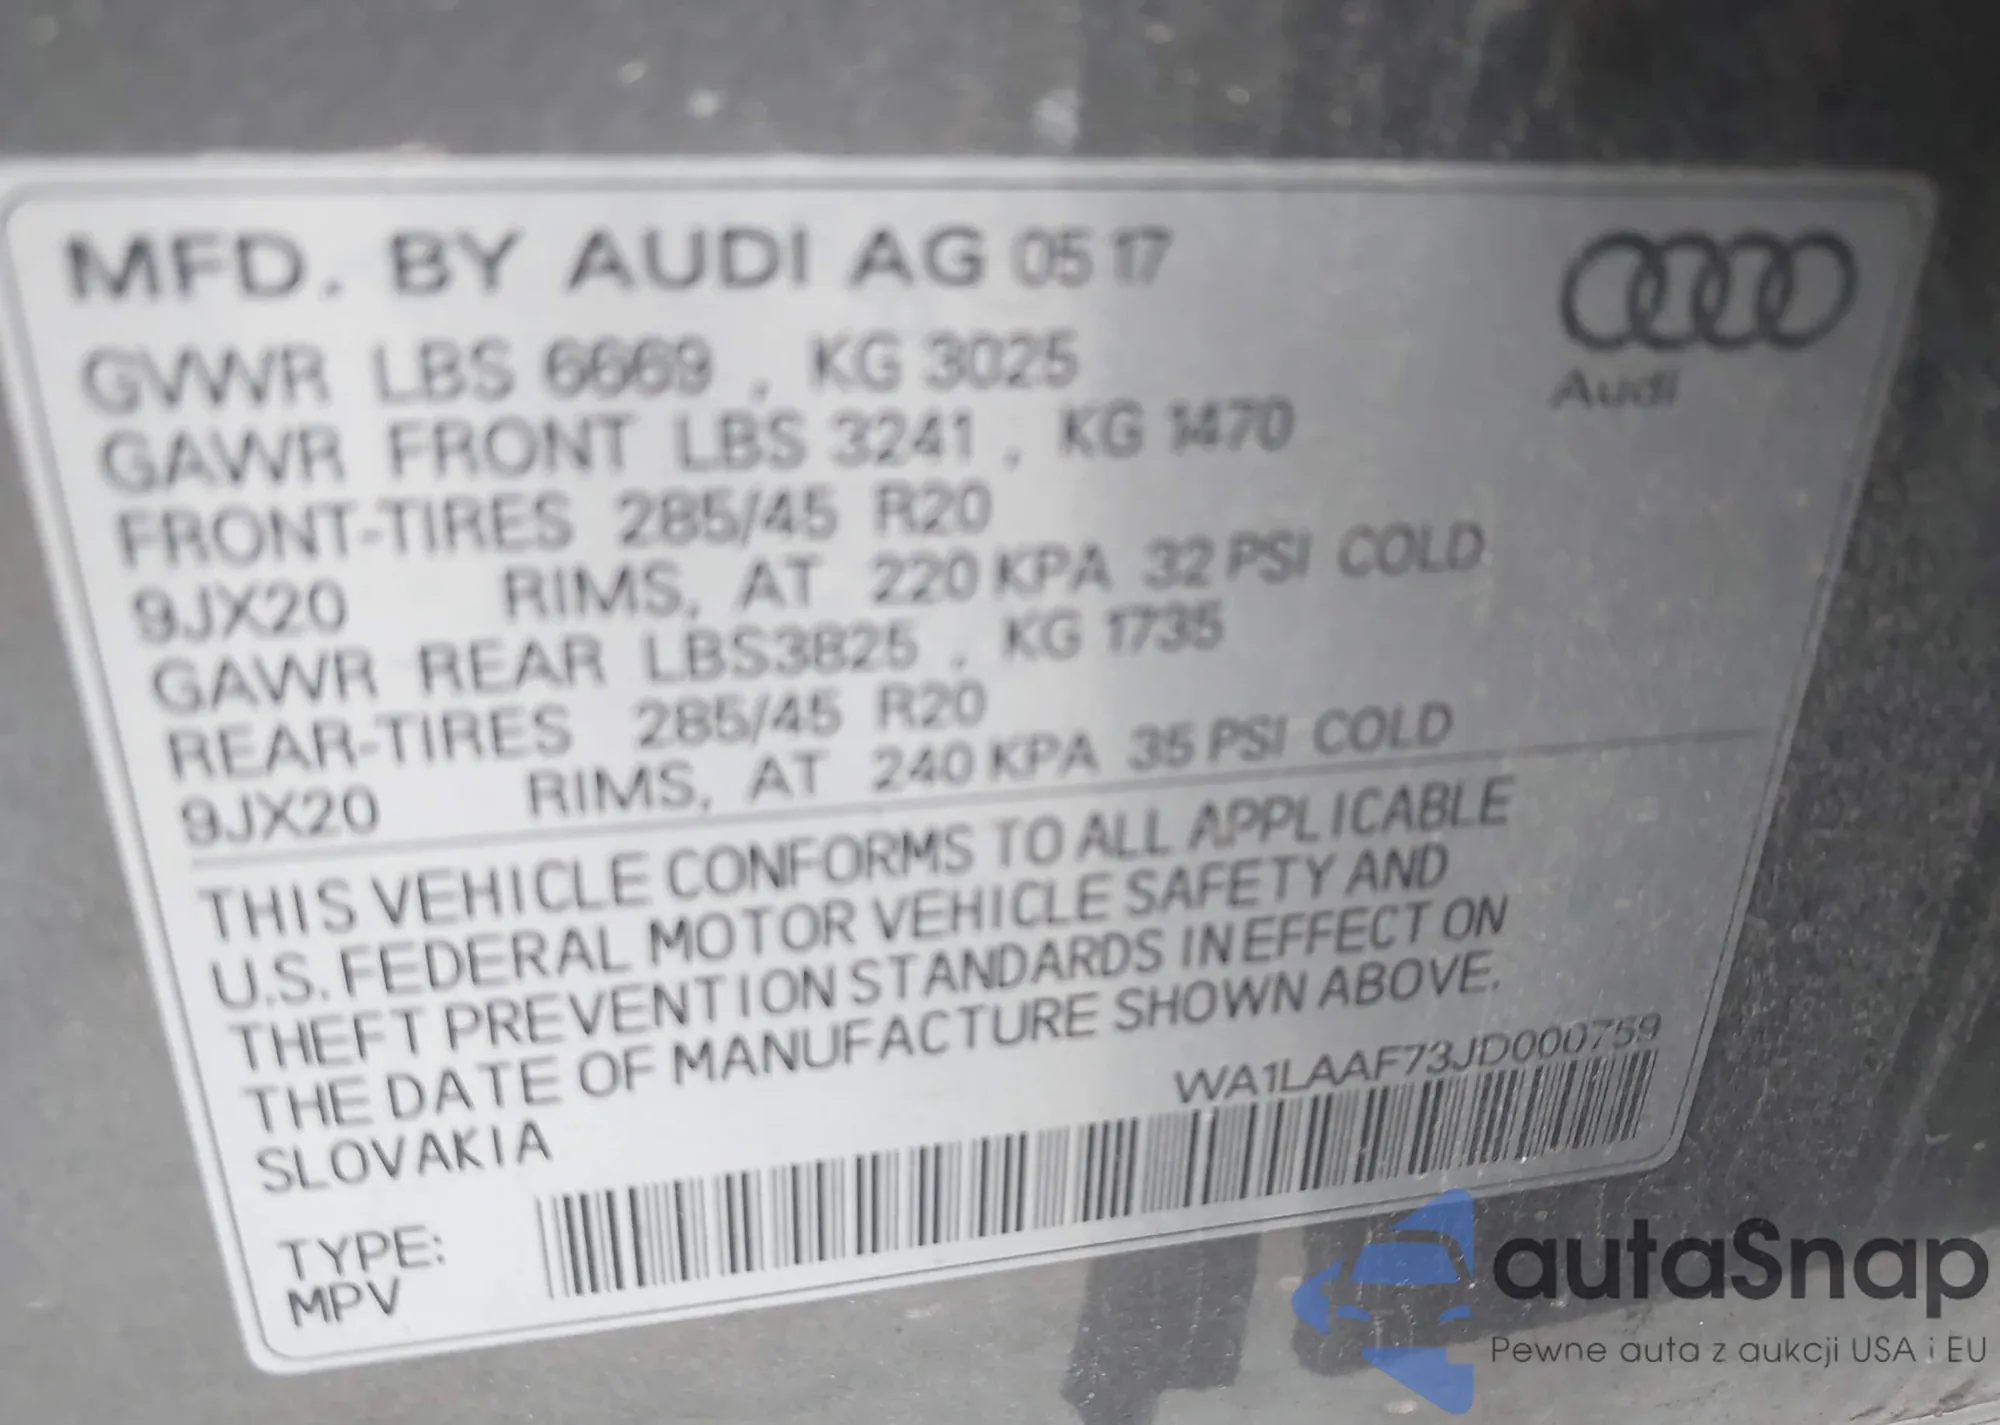 MFD. BY AUDI AG 05 17
Audi
GVWR LBS 6669 , KG 3025
GAWR FRONT LBS 3241 , KG 1470
FRONT-TIRES 285/45 R20
9JX20 RIMS, AT 220 KPA 32 PSI COLD
GAWR REAR LBS3825 , KG 1735
REAR-TIRES 285/45 R20
9JX20 RIMS, AT 240 KPA 35 PSI COLD
THIS VEHICLE CONFORMS TO ALL APPLICABLE
U.S. FEDERAL MOTOR VEHICLE SAFETY AND
THEFT PREVENTION STANDARDS IN EFFECT ON
THE DATE OF MANUFACTURE SHOWN ABOVE.
SLOVAKIA
WA1LAAF73JD000759
TYPE:
MPV
autaSnap
Pewne auta z aukcji USA i EU